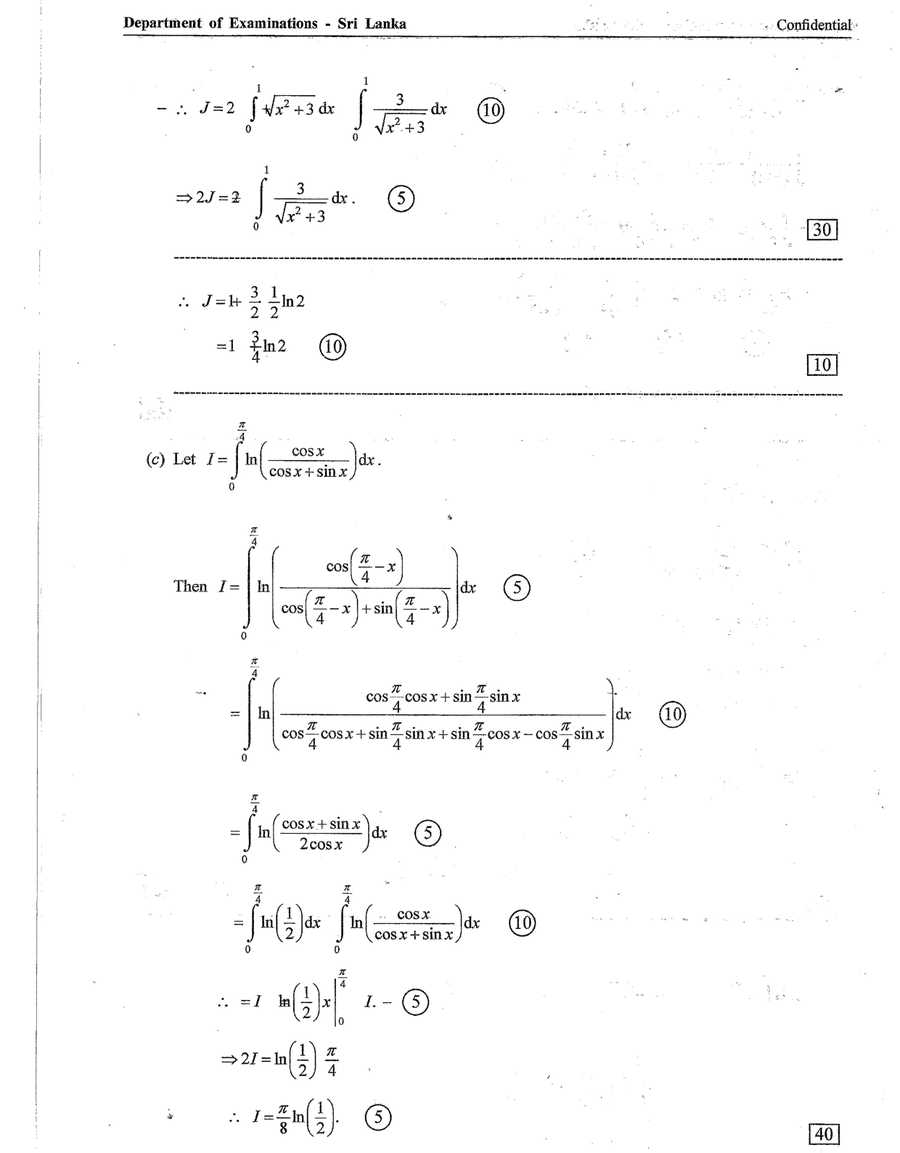 Department of Examinations - Sri Lanka Confidential
- ∴ J = 2 ∫₀¹ √(x² + 3) dx ∫₀¹ 3/√(x² + 3) dx (10)
⇒ 2J = 2 ∫₀¹ 3/√(x² + 3) dx . (5)
30
∴ J = 1+ 3/2 1/2 ln 2
= 1 3/4 ln 2 (10)
10
(c) Let I = ∫₀^(π/4) ln( cos x / (cos x + sin x) ) dx .
Then I = ∫₀^(π/4) ln( cos(π/4 − x) / (cos(π/4 − x) + sin(π/4 − x)) ) dx (5)
= ∫₀^(π/4) ln( (cos π/4 cos x + sin π/4 sin x) / (cos π/4 cos x + sin π/4 sin x + sin π/4 cos x − cos π/4 sin x) ) dx (10)
= ∫₀^(π/4) ln( (cos x + sin x) / (2 cos x) ) dx (5)
= ∫₀^(π/4) ln(1/2) dx ∫₀^(π/4) ln( cos x / (cos x + sin x) ) dx (10)
∴ = I ln(1/2) x |₀^(π/4) I. - (5)
⇒ 2I = ln(1/2) π/4
∴ I = π/8 ln(1/2). (5)
40